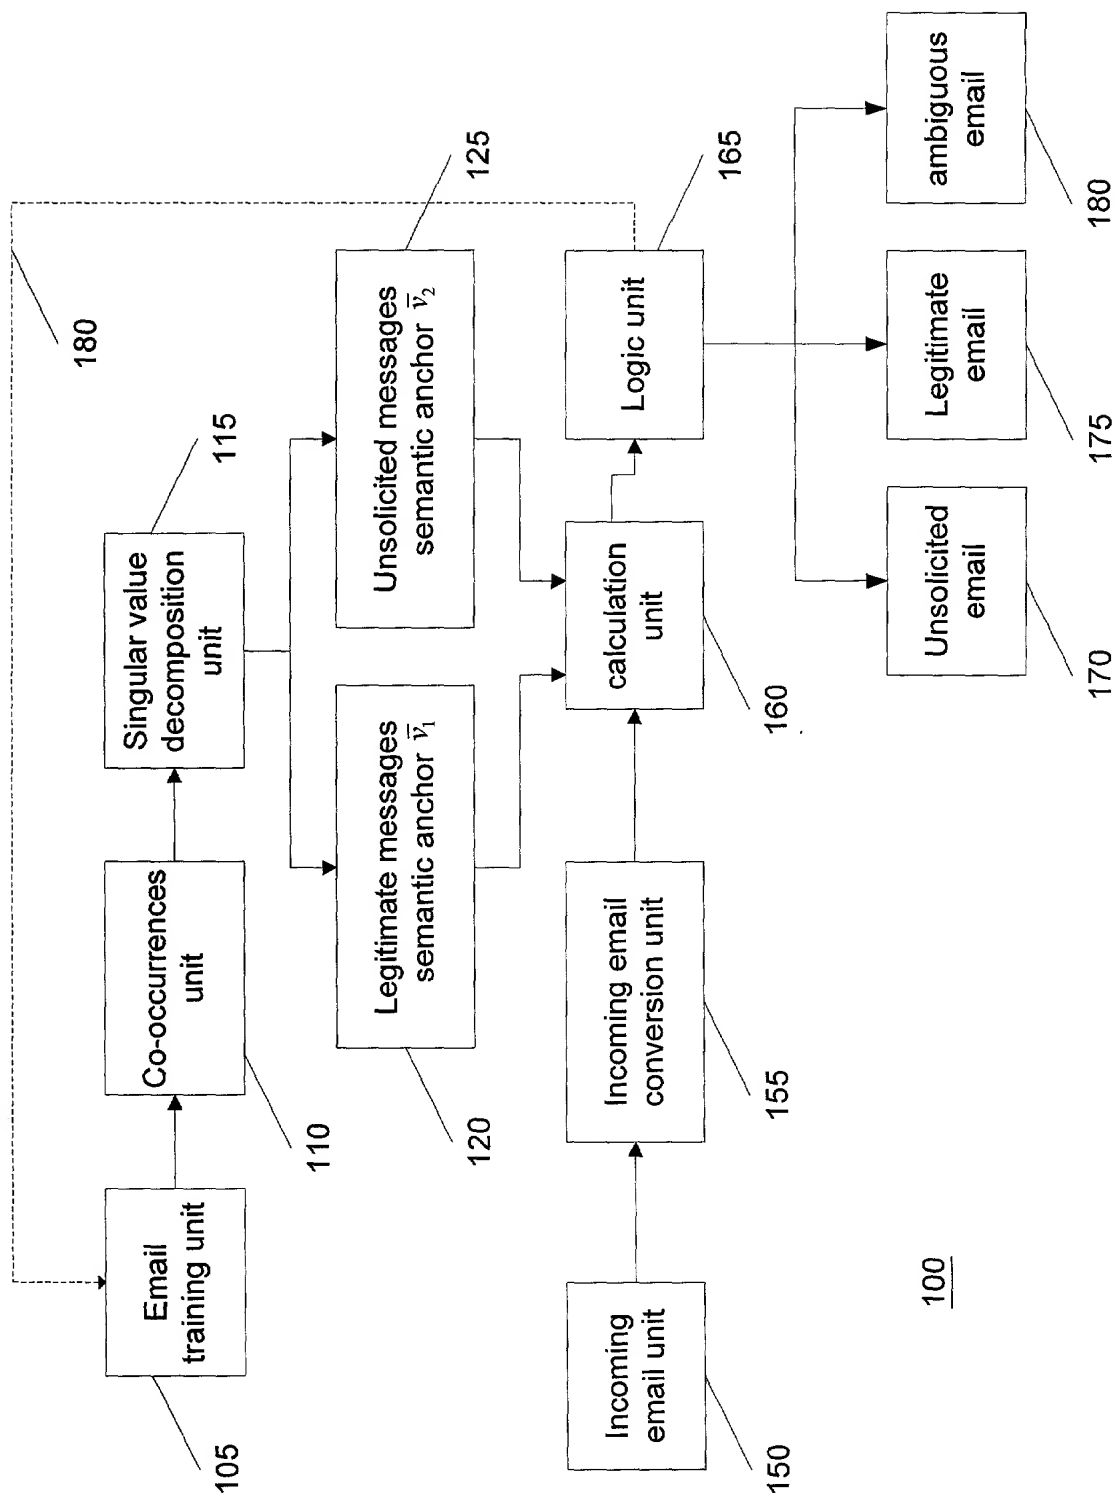 180
Email
training unit
105
Co-occurrences
unit
110
Singular value
decomposition
unit
115
Legitimate messages
semantic anchor v̅₁
120
Unsolicited messages
semantic anchor v̅₂
125
Incoming
email unit
150
Incoming email
conversion unit
155
calculation
unit
160
Logic unit
165
Unsolicited
email
170
Legitimate
email
175
ambiguous
email
180
100